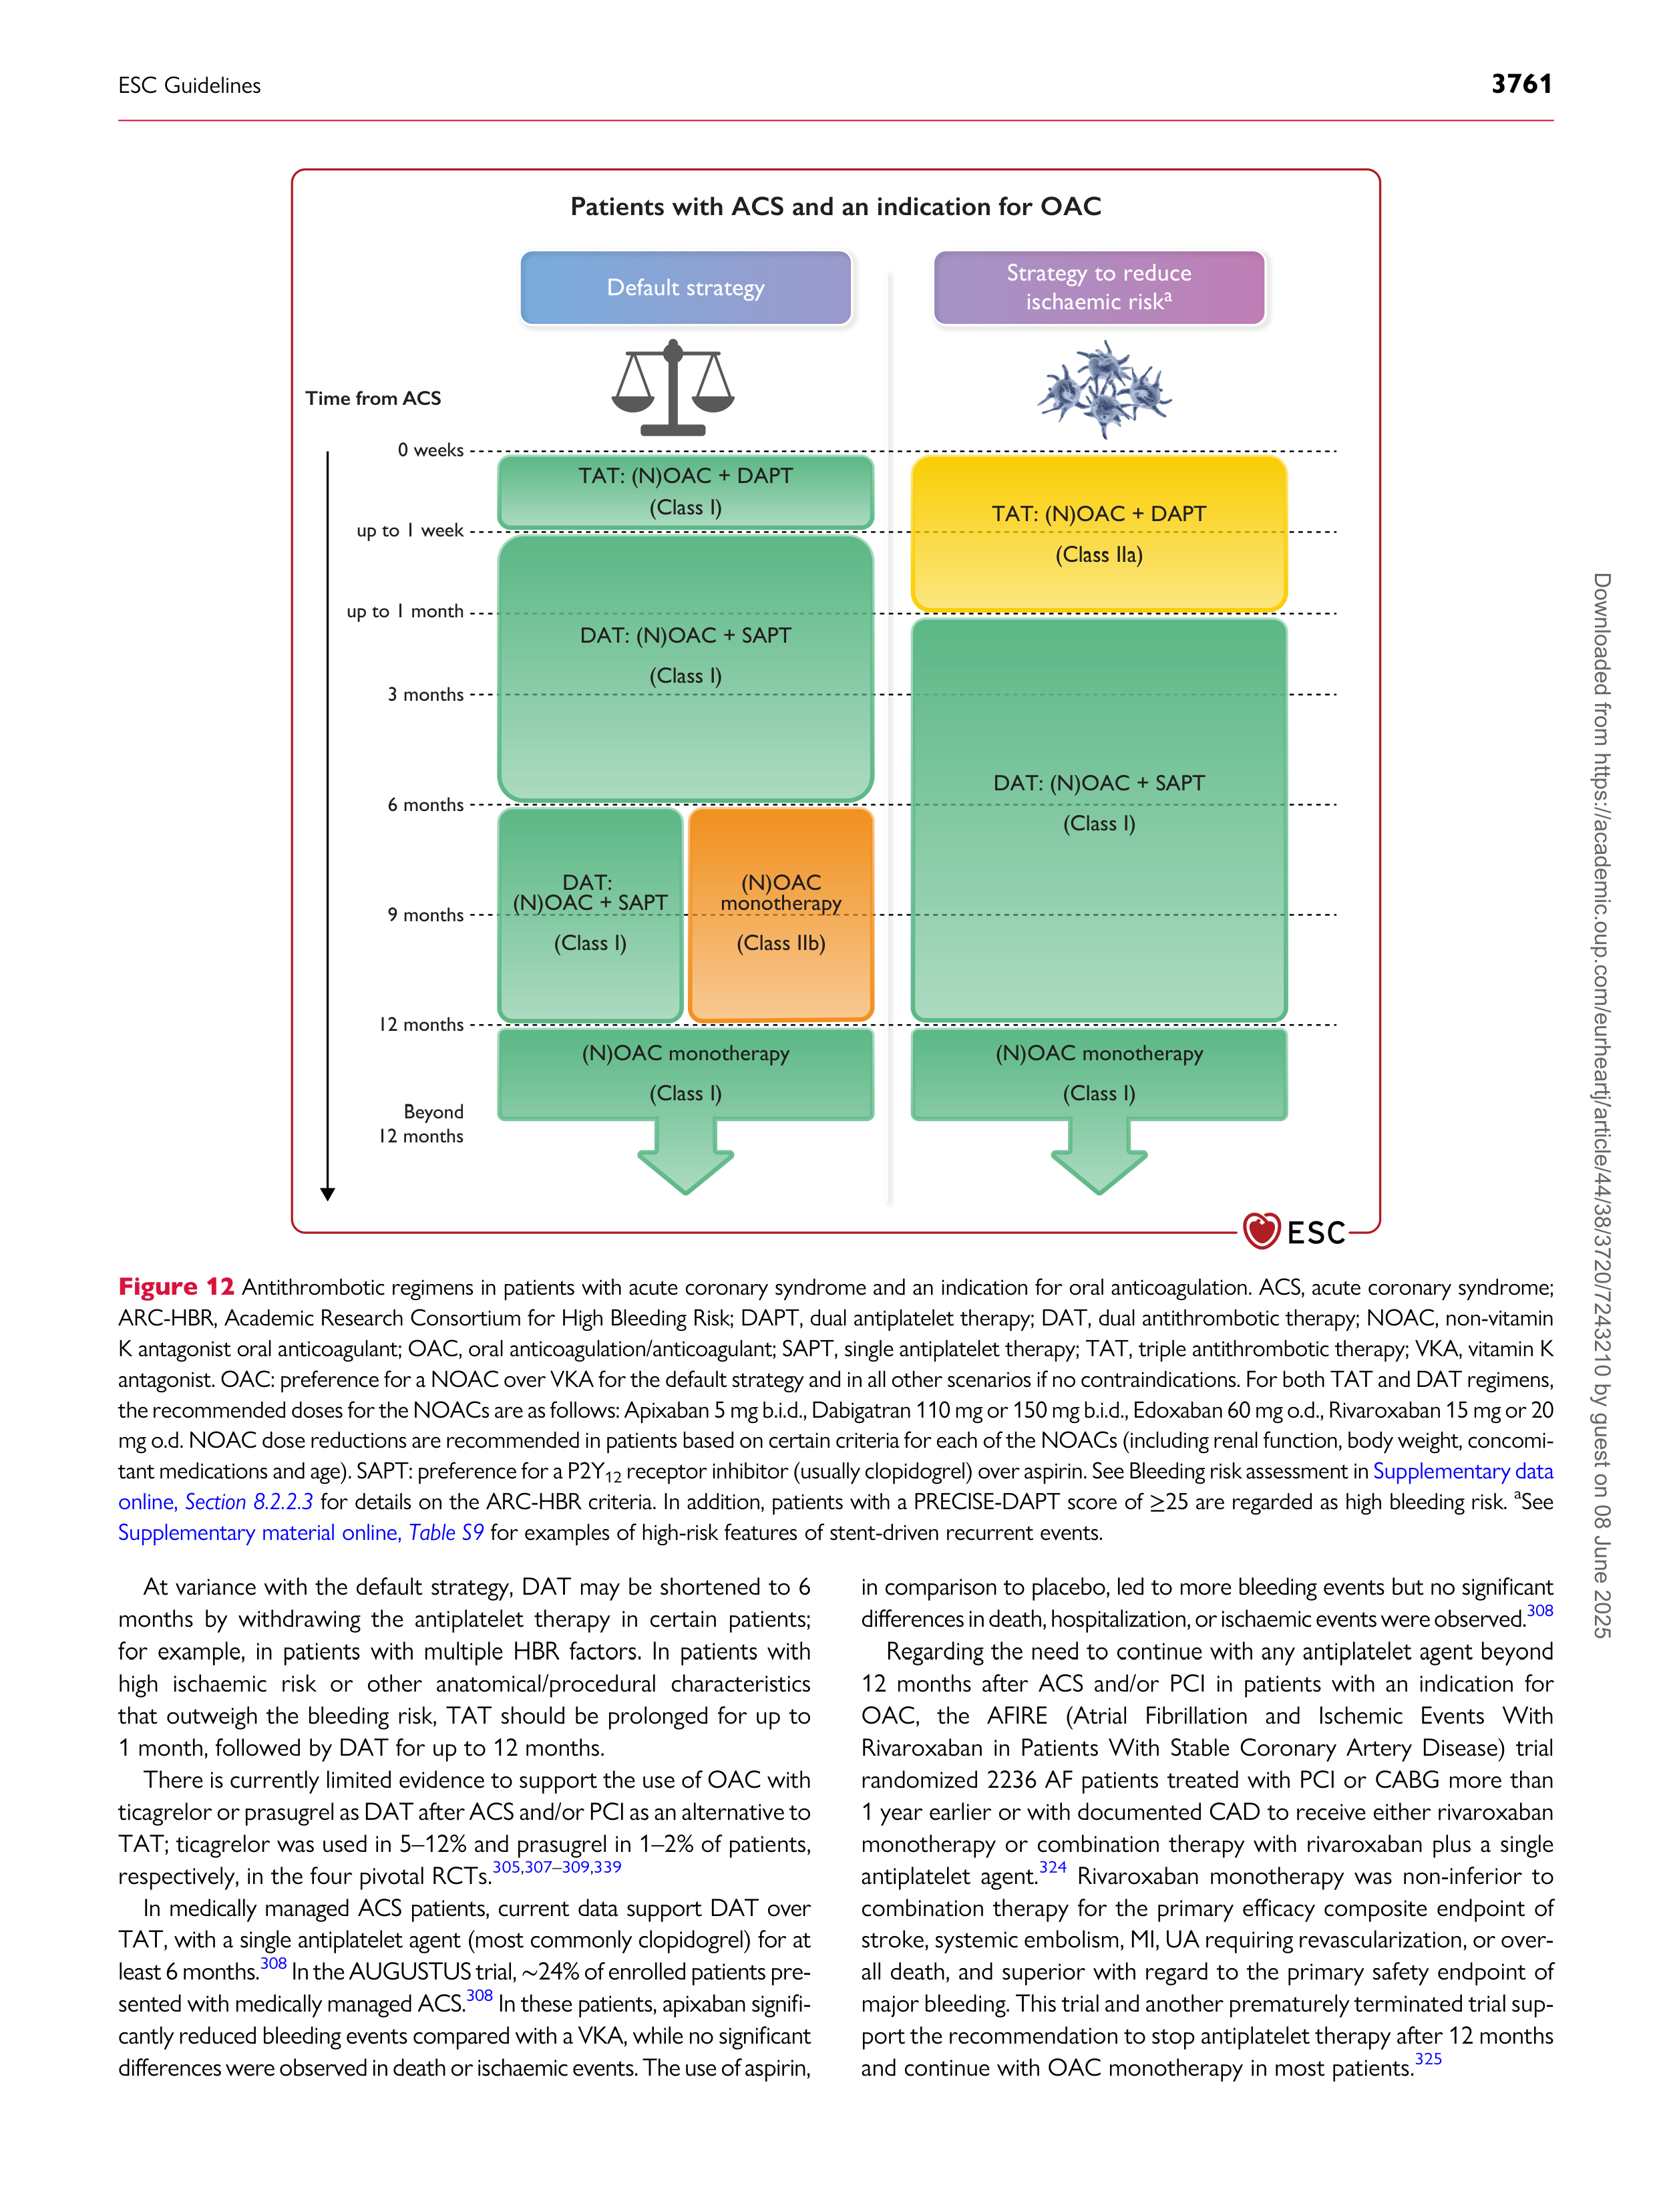 ESC Guidelines
3761
Patients with ACS and an indication for OAC
Default strategy
Strategy to reduce
ischaemic riskᵃ
Time from ACS
0 weeks
TAT: (N)OAC + DAPT
(Class I)
TAT: (N)OAC + DAPT
(Class IIa)
up to 1 week
up to 1 month
DAT: (N)OAC + SAPT
(Class I)
3 months
DAT: (N)OAC + SAPT
(Class I)
6 months
DAT:
(N)OAC + SAPT
(Class I)
(N)OAC
monotherapy
(Class IIb)
9 months
12 months
(N)OAC monotherapy
(Class I)
(N)OAC monotherapy
(Class I)
Beyond
12 months
ESC
Figure 12 Antithrombotic regimens in patients with acute coronary syndrome and an indication for oral anticoagulation. ACS, acute coronary syndrome;
ARC-HBR, Academic Research Consortium for High Bleeding Risk; DAPT, dual antiplatelet therapy; DAT, dual antithrombotic therapy; NOAC, non-vitamin
K antagonist oral anticoagulant; OAC, oral anticoagulation/anticoagulant; SAPT, single antiplatelet therapy; TAT, triple antithrombotic therapy; VKA, vitamin K
antagonist. OAC: preference for a NOAC over VKA for the default strategy and in all other scenarios if no contraindications. For both TAT and DAT regimens,
the recommended doses for the NOACs are as follows: Apixaban 5 mg b.i.d., Dabigatran 110 mg or 150 mg b.i.d., Edoxaban 60 mg o.d., Rivaroxaban 15 mg or 20
mg o.d. NOAC dose reductions are recommended in patients based on certain criteria for each of the NOACs (including renal function, body weight, concomi-
tant medications and age). SAPT: preference for a P2Y₁₂ receptor inhibitor (usually clopidogrel) over aspirin. See Bleeding risk assessment in Supplementary data
online, Section 8.2.2.3 for details on the ARC-HBR criteria. In addition, patients with a PRECISE-DAPT score of ≥25 are regarded as high bleeding risk. ᵃSee
Supplementary material online, Table S9 for examples of high-risk features of stent-driven recurrent events.
At variance with the default strategy, DAT may be shortened to 6
months by withdrawing the antiplatelet therapy in certain patients;
for example, in patients with multiple HBR factors. In patients with
high ischaemic risk or other anatomical/procedural characteristics
that outweigh the bleeding risk, TAT should be prolonged for up to
1 month, followed by DAT for up to 12 months.
There is currently limited evidence to support the use of OAC with
ticagrelor or prasugrel as DAT after ACS and/or PCI as an alternative to
TAT; ticagrelor was used in 5–12% and prasugrel in 1–2% of patients,
respectively, in the four pivotal RCTs.305,307–309,339
In medically managed ACS patients, current data support DAT over
TAT, with a single antiplatelet agent (most commonly clopidogrel) for at
least 6 months.308 In the AUGUSTUS trial, ~24% of enrolled patients pre-
sented with medically managed ACS.308 In these patients, apixaban signifi-
cantly reduced bleeding events compared with a VKA, while no significant
differences were observed in death or ischaemic events. The use of aspirin,
in comparison to placebo, led to more bleeding events but no significant
differences in death, hospitalization, or ischaemic events were observed.308
Regarding the need to continue with any antiplatelet agent beyond
12 months after ACS and/or PCI in patients with an indication for
OAC, the AFIRE (Atrial Fibrillation and Ischemic Events With
Rivaroxaban in Patients With Stable Coronary Artery Disease) trial
randomized 2236 AF patients treated with PCI or CABG more than
1 year earlier or with documented CAD to receive either rivaroxaban
monotherapy or combination therapy with rivaroxaban plus a single
antiplatelet agent.324 Rivaroxaban monotherapy was non-inferior to
combination therapy for the primary efficacy composite endpoint of
stroke, systemic embolism, MI, UA requiring revascularization, or over-
all death, and superior with regard to the primary safety endpoint of
major bleeding. This trial and another prematurely terminated trial sup-
port the recommendation to stop antiplatelet therapy after 12 months
and continue with OAC monotherapy in most patients.325
Downloaded from https://academic.oup.com/eurheartj/article/44/38/3720/7243210 by guest on 08 June 2025